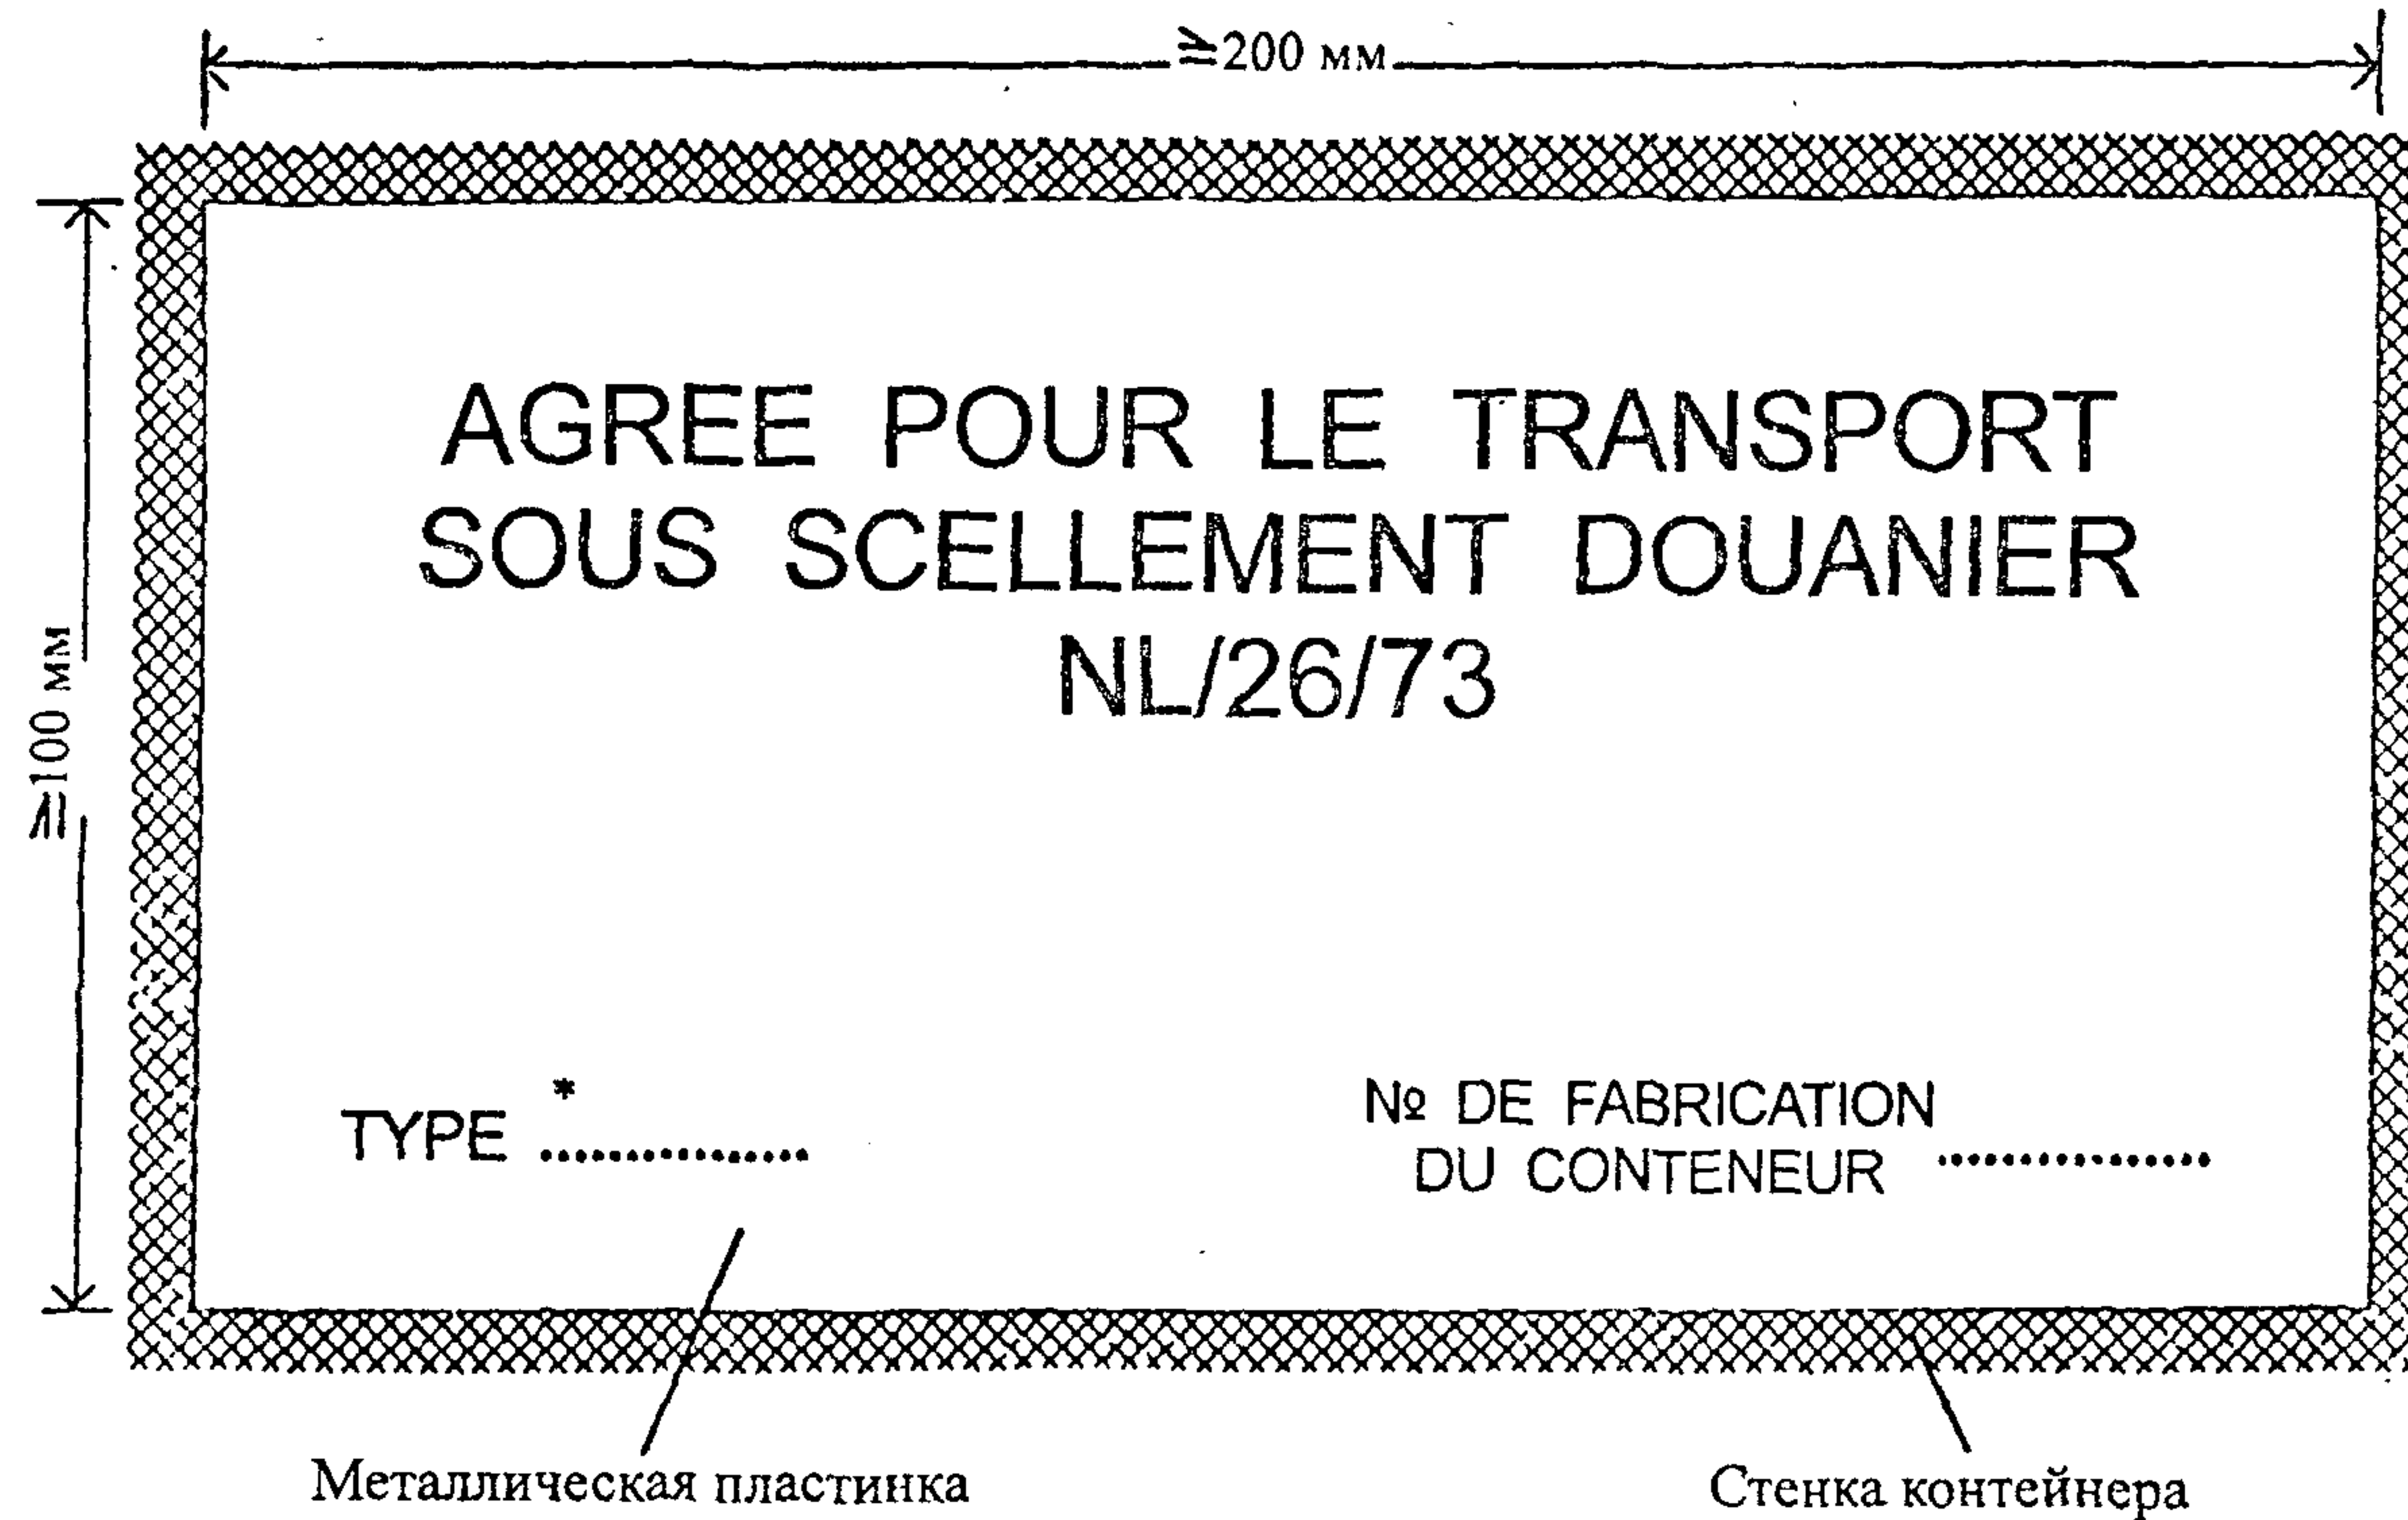 ≧200 мм
≧100 мм
AGREE POUR LE TRANSPORT
SOUS SCELLEMENT DOUANIER
NL/26/73
TYPE *...............
№ DE FABRICATION
DU CONTENEUR ...............
Металлическая пластинка
Стенка контейнера